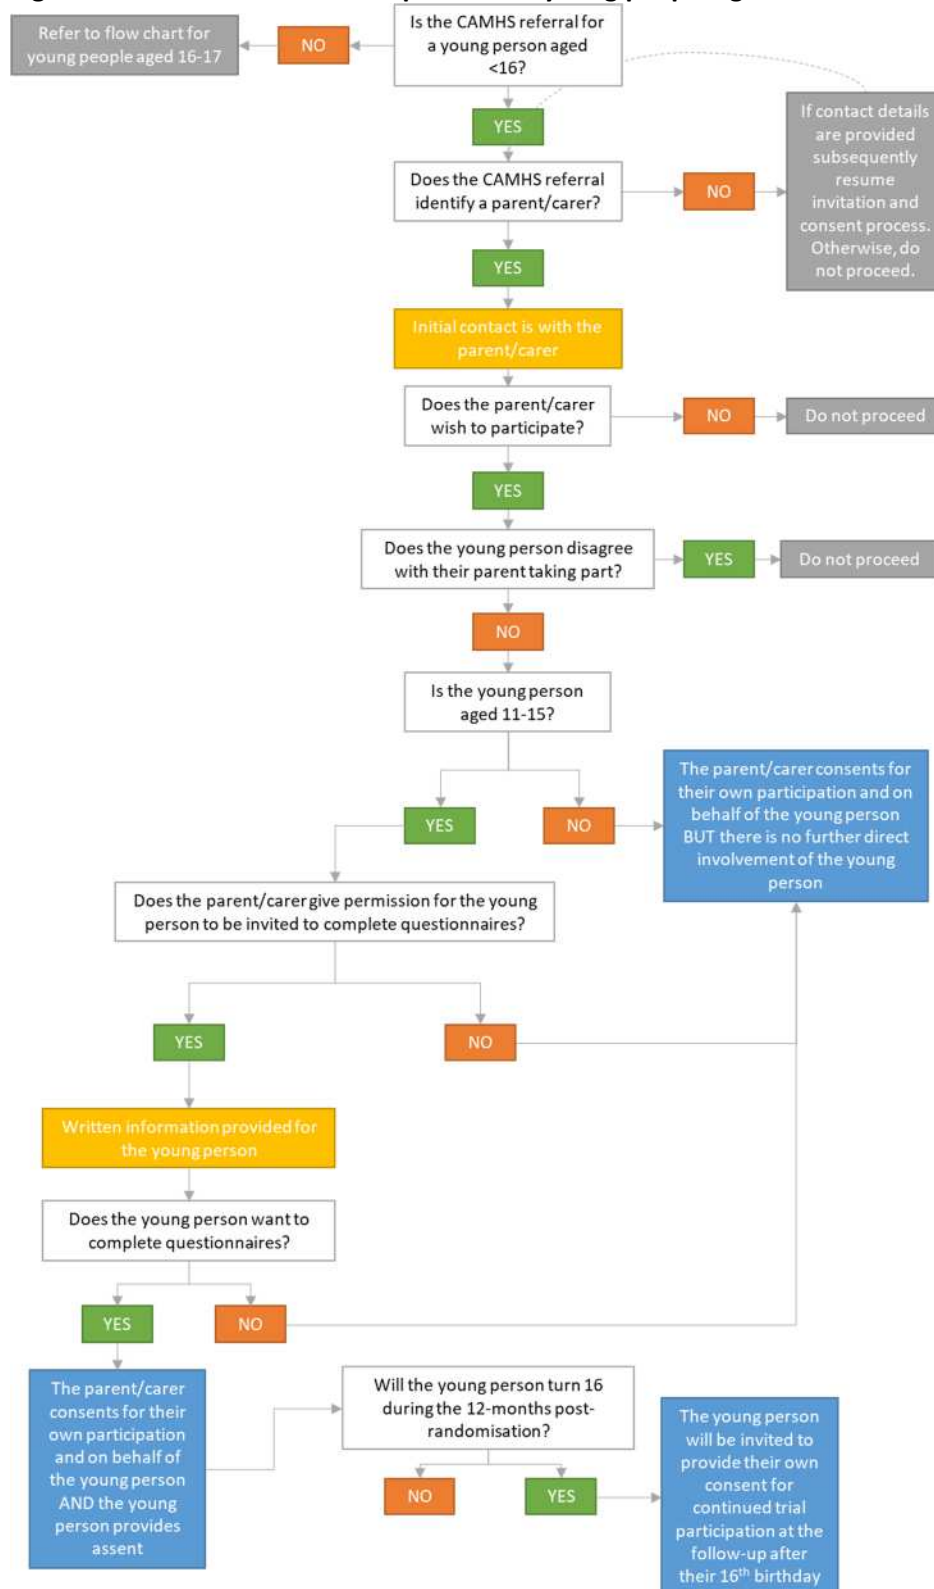 Is the CAMHS referral for
a young person aged
<16?
NO
Refer to flow chart for
young people aged 16-17
YES
If contact details
are provided
subsequently
resume
invitation and
consent process.
Otherwise, do
not proceed.
Does the CAMHS referral
identify a parent/carer?
NO
YES
Initial contact is with the
parent/carer
Does the parent/carer
wish to participate?
NO
Do not proceed
YES
Does the young person disagree
with their parent taking part?
YES
Do not proceed
NO
Is the young person
aged 11-15?
YES
NO
The parent/carer consents for
their own participation and on
behalf of the young person
BUT there is no further direct
involvement of the young
person
Does the parent/carer give permission for the young
person to be invited to complete questionnaires?
YES
NO
Written information provided for
the young person
Does the young person want to
complete questionnaires?
YES
NO
The parent/carer
consents for their
own participation
and on behalf of
the young person
AND the young
person provides
assent
Will the young person turn 16
during the 12-months post-
randomisation?
NO
YES
The young person
will be invited to
provide their own
consent for
continued trial
participation at the
follow-up after
their 16th birthday